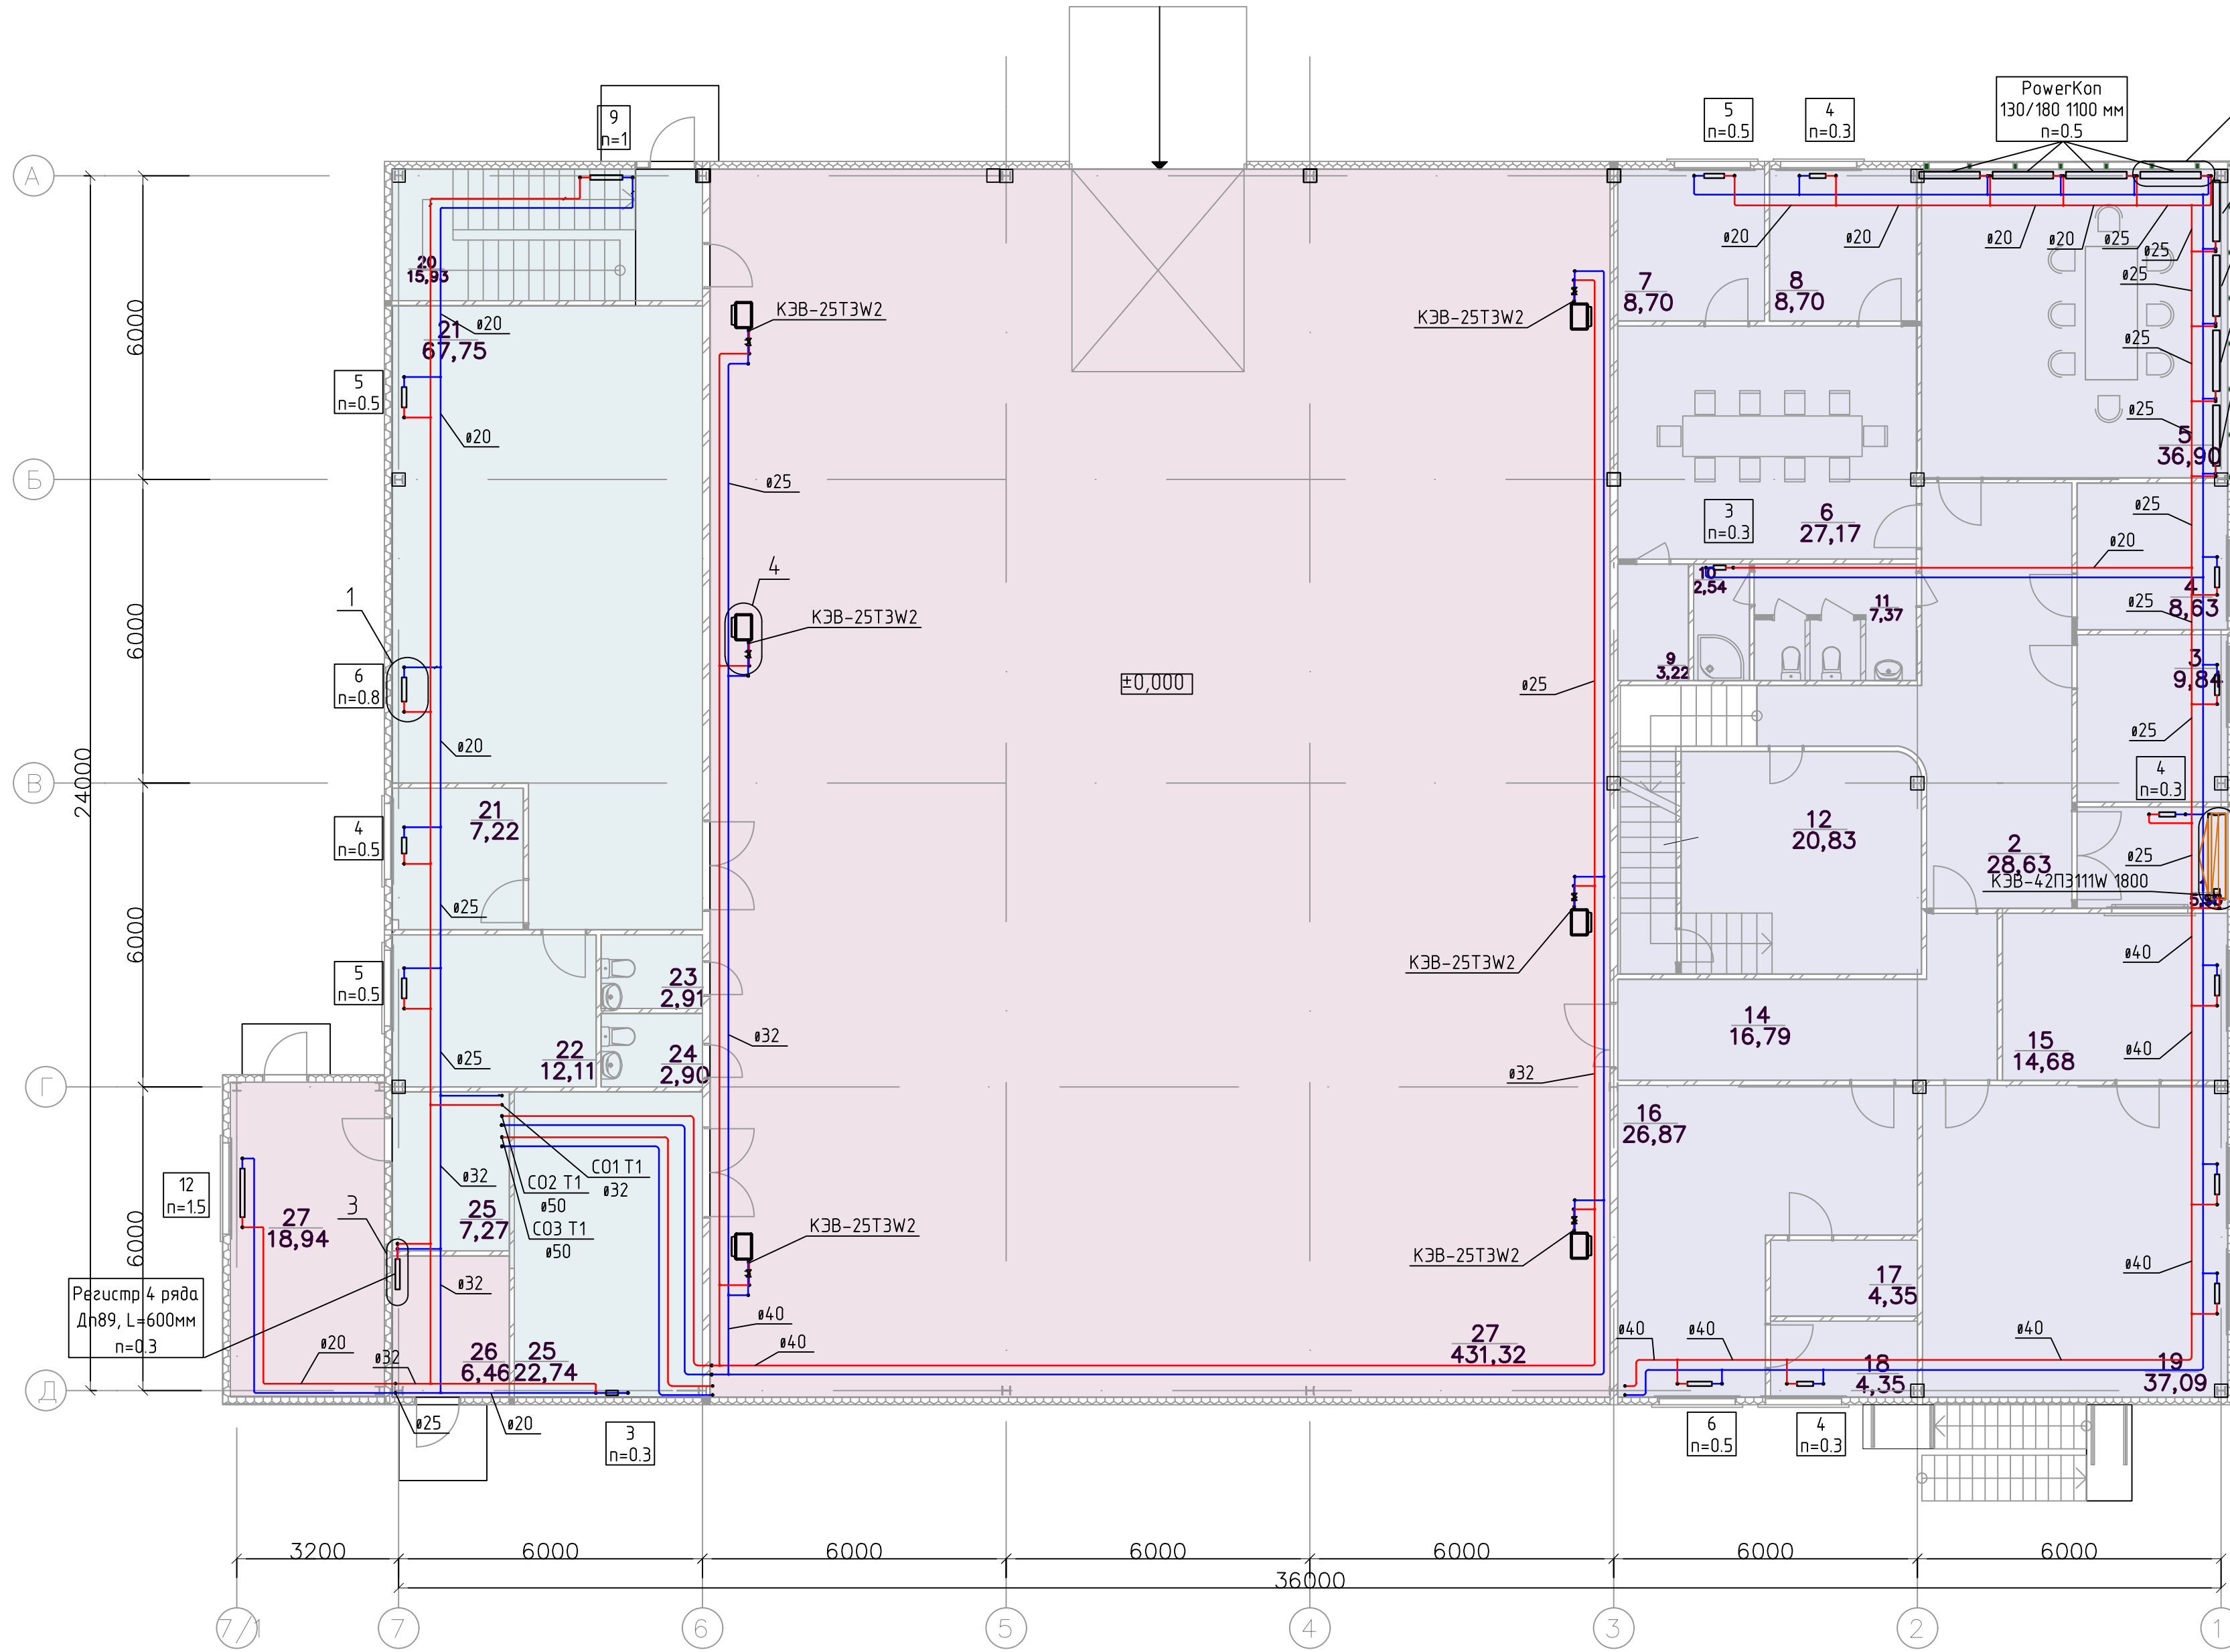 PowerKon
130/180 1100 мм
n=0.5
9
n=1
5
n=0.5
4
n=0.3
А
ø20
ø20
ø20
ø20
ø25
ø25
ø25
20
15,93
7
8,70
8
8,70
КЭВ-25Т3W2
КЭВ-25Т3W2
ø20
21
67,75
6000
5
n=0.5
ø25
ø20
ø25
5
36,90
Б
ø25
ø25
3
n=0.3
6
27,17
ø20
4
КЭВ-25Т3W2
1
10
2,54
11
7,37
4
8,63
ø25
6000
6
n=0.8
9
3,22
3
9,84
±0,000
ø25
ø25
ø20
24000
В
4
n=0.3
21
7,22
4
n=0.5
12
20,83
2
28,63
ø25
КЭВ-42П3111W 1800
ø25
6000
КЭВ-25Т3W2
ø40
5
n=0.5
23
2,91
14
16,79
15
14,68
ø32
ø25
22
12,11
24
2,90
ø32
ø40
Г
16
26,87
12
n=1.5
ø32
СО1 Т1
ø32
СО2 Т1
ø50
СО3 Т1
ø50
3
27
18,94
25
7,27
КЭВ-25Т3W2
КЭВ-25Т3W2
ø40
6000
Регистр 4 ряда
Дн89, L=600мм
n=0.3
ø32
17
4,35
ø40
ø40
ø20
ø32
26
6,46
25
22,74
27
431,32
ø40
ø40
ø40
18
4,35
19
37,09
Д
ø25
ø20
3
n=0.3
6
n=0.5
4
n=0.3
3200
6000
6000
6000
6000
6000
6000
36000
7/1
7
6
5
4
3
2
1